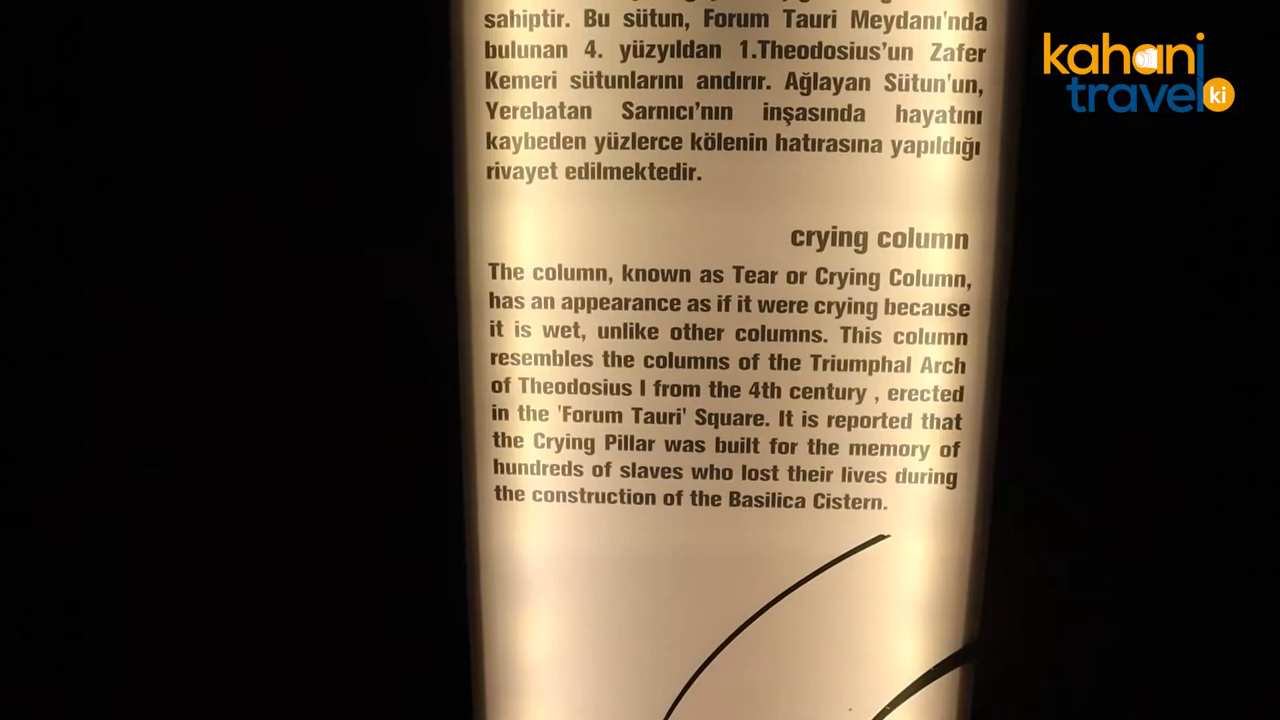 sahiptir. Bu sütun, Forum Tauri Meydanı'nda
bulunan 4. yüzyıldan 1.Theodosius'un Zafer
Kemeri sütunlarını andırır. Ağlayan Sütun'un,
Yerebatan Sarnıcı'nın inşasında hayatını
kaybeden yüzlerce kölenin hatırasına yapıldığı
rivayet edilmektedir.
crying column
The column, known as Tear or Crying Column,
has an appearance as if it were crying because
it is wet, unlike other columns. This column
resembles the columns of the Triumphal Arch
of Theodosius I from the 4th century , erected
in the 'Forum Tauri' Square. It is reported that
the Crying Pillar was built for the memory of
hundreds of slaves who lost their lives during
the construction of the Basilica Cistern.
kahani
ki
travel